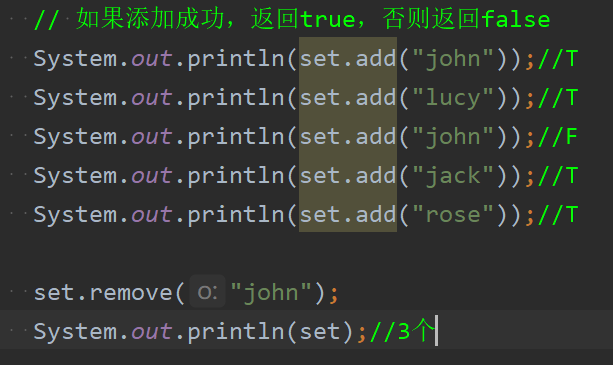 // 如果添加成功，返回true，否则返回false
System.out.println(set.add("john"));//T
System.out.println(set.add("lucy"));//T
System.out.println(set.add("john"));//F
System.out.println(set.add("jack"));//T
System.out.println(set.add("rose"));//T
set.remove( o: "john");
System.out.println(set);//3个